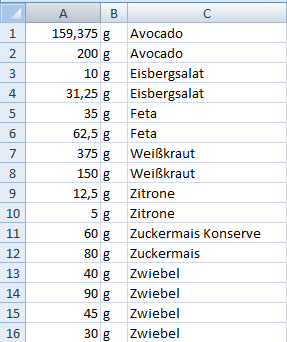 A B C
1 159,375 g Avocado
2 200 g Avocado
3 10 g Eisbergsalat
4 31,25 g Eisbergsalat
5 35 g Feta
6 62,5 g Feta
7 375 g Weißkraut
8 150 g Weißkraut
9 12,5 g Zitrone
10 5 g Zitrone
11 60 g Zuckermais Konserve
12 80 g Zuckermais
13 40 g Zwiebel
14 90 g Zwiebel
15 45 g Zwiebel
16 30 g Zwiebel